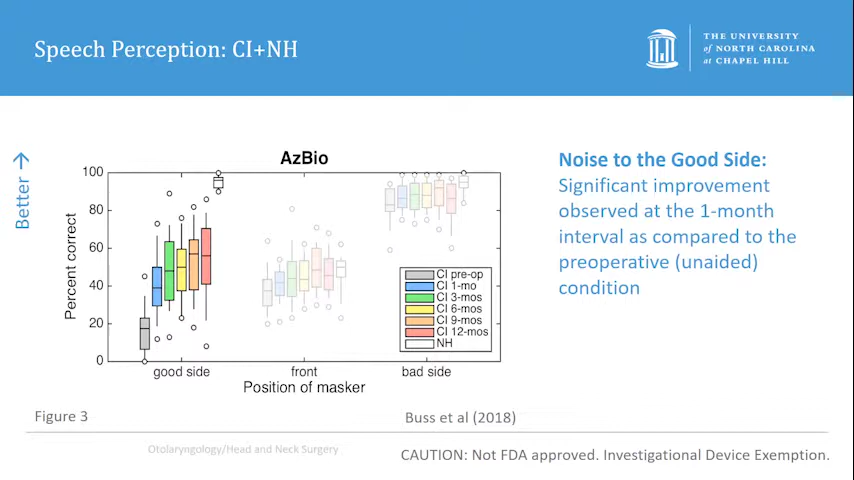 Speech Perception: CI+NH
THE UNIVERSITY
of NORTH CAROLINA
at CHAPEL HILL
Better →
AzBio
Percent correct
100
80
60
40
20
0
CI pre-op
CI 1-mo
CI 3-mos
CI 6-mos
CI 9-mos
CI 12-mos
NH
good side
front
bad side
Position of masker
Noise to the Good Side:
Significant improvement
observed at the 1-month
interval as compared to the
preoperative (unaided)
condition
Figure 3
Buss et al (2018)
Otolaryngology/Head and Neck Surgery
CAUTION: Not FDA approved. Investigational Device Exemption.